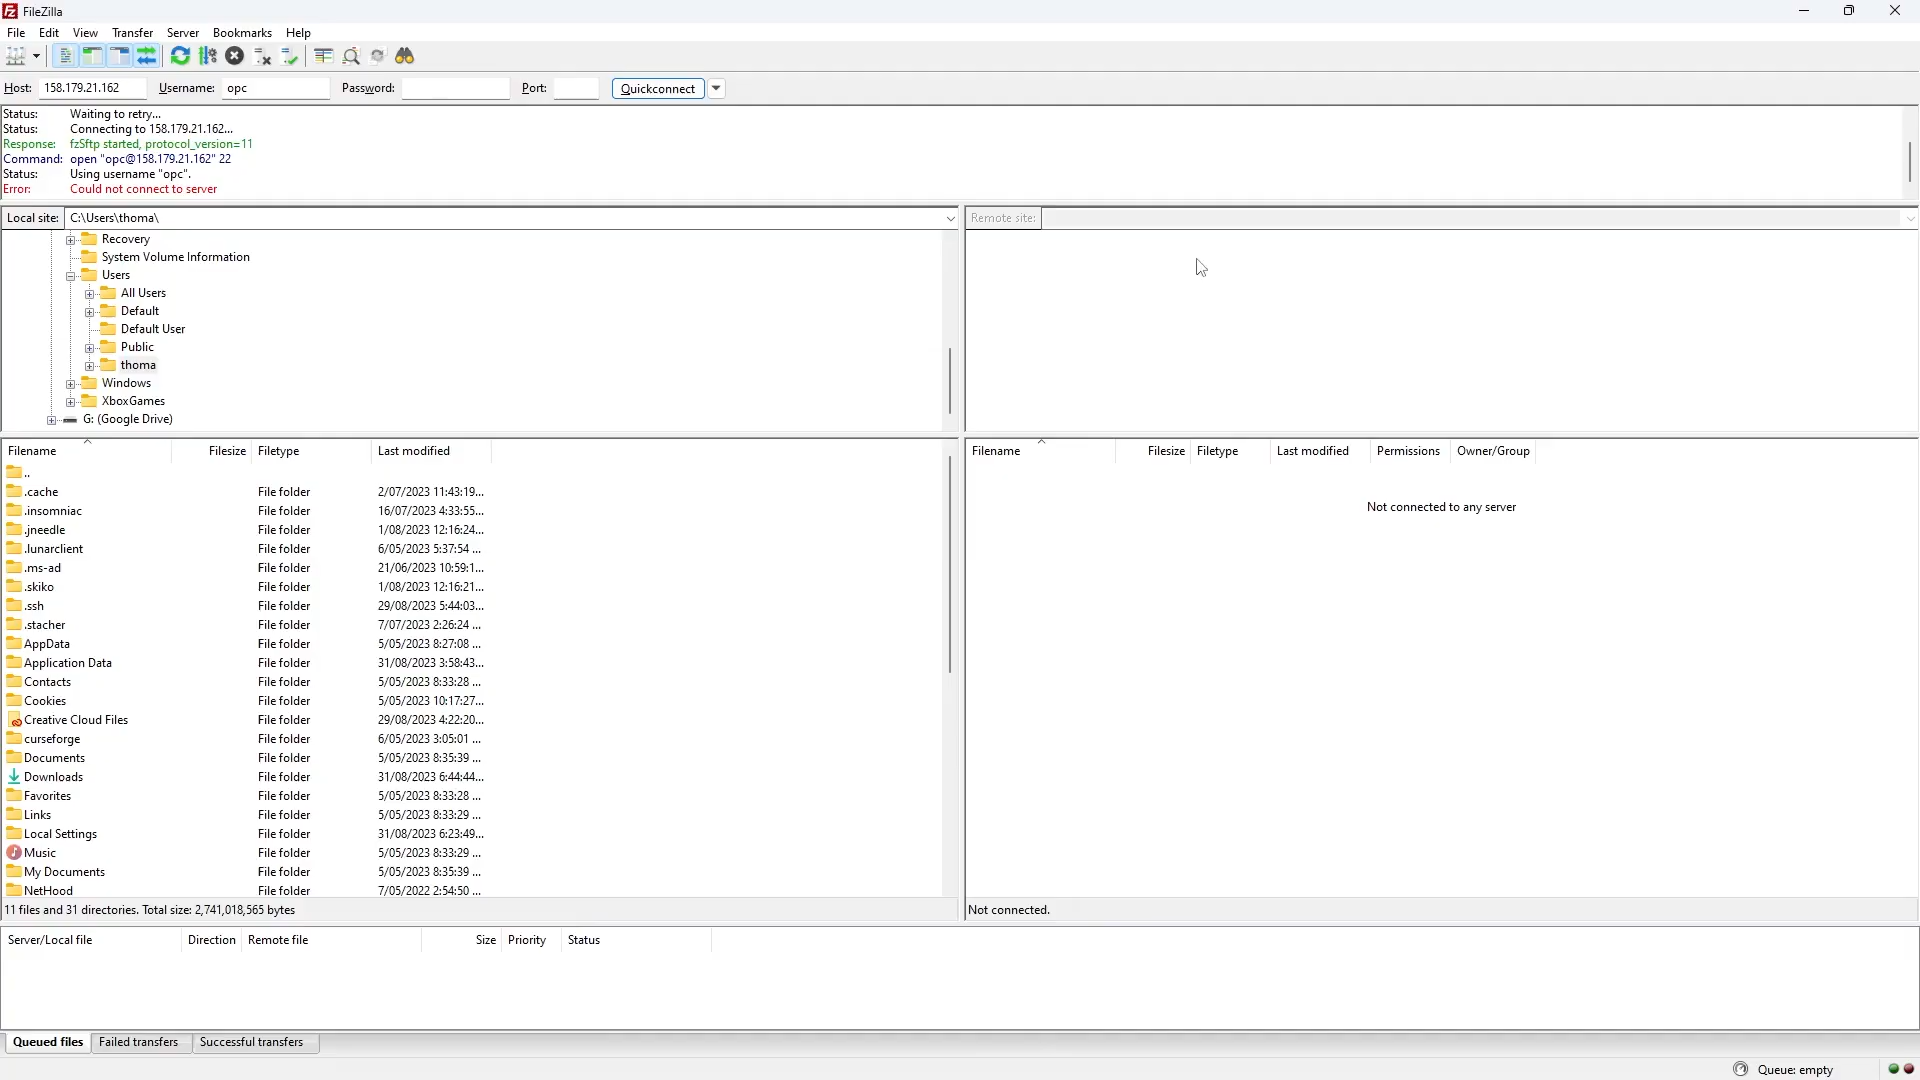 FileZilla
File Edit View Transfer Server Bookmarks Help
Host: 158.179.21.162 Username: opc Password: Port: Quickconnect
Status: Waiting to retry...
Status: Connecting to 158.179.21.162...
Response: fzSftp started, protocol_version=11
Command: open "opc@158.179.21.162" 22
Status: Using username "opc".
Error: Could not connect to server
Local site: C:\Users\thoma\
Recovery
System Volume Information
Users
All Users
Default
Default User
Public
thoma
Windows
XboxGames
G: (Google Drive)
Remote site:
Filename Filesize Filetype Last modified
..
.cache File folder 2/07/2023 11:43:19...
.insomniac File folder 16/07/2023 4:33:55...
.jneedle File folder 1/08/2023 12:16:24...
.lunarclient File folder 6/05/2023 5:37:54 ...
.ms-ad File folder 21/06/2023 10:59:1...
.skiko File folder 1/08/2023 12:16:21...
.ssh File folder 29/08/2023 5:44:03...
.stacher File folder 7/07/2023 2:26:24 ...
AppData File folder 5/05/2023 8:27:08 ...
Application Data File folder 31/08/2023 3:58:43...
Contacts File folder 5/05/2023 8:33:28 ...
Cookies File folder 5/05/2023 10:17:27...
Creative Cloud Files File folder 29/08/2023 4:22:20...
curseforge File folder 6/05/2023 3:05:01 ...
Documents File folder 5/05/2023 8:35:39 ...
Downloads File folder 31/08/2023 6:44:44...
Favorites File folder 5/05/2023 8:33:28 ...
Links File folder 5/05/2023 8:33:29 ...
Local Settings File folder 31/08/2023 6:23:49...
Music File folder 5/05/2023 8:33:29 ...
My Documents File folder 5/05/2023 8:35:39 ...
NetHood File folder 7/05/2022 2:54:50 ...
11 files and 31 directories. Total size: 2,741,018,565 bytes
Filename Filesize Filetype Last modified Permissions Owner/Group
Not connected to any server
Not connected.
Server/Local file Direction Remote file Size Priority Status
Queued files Failed transfers Successful transfers
Queue: empty